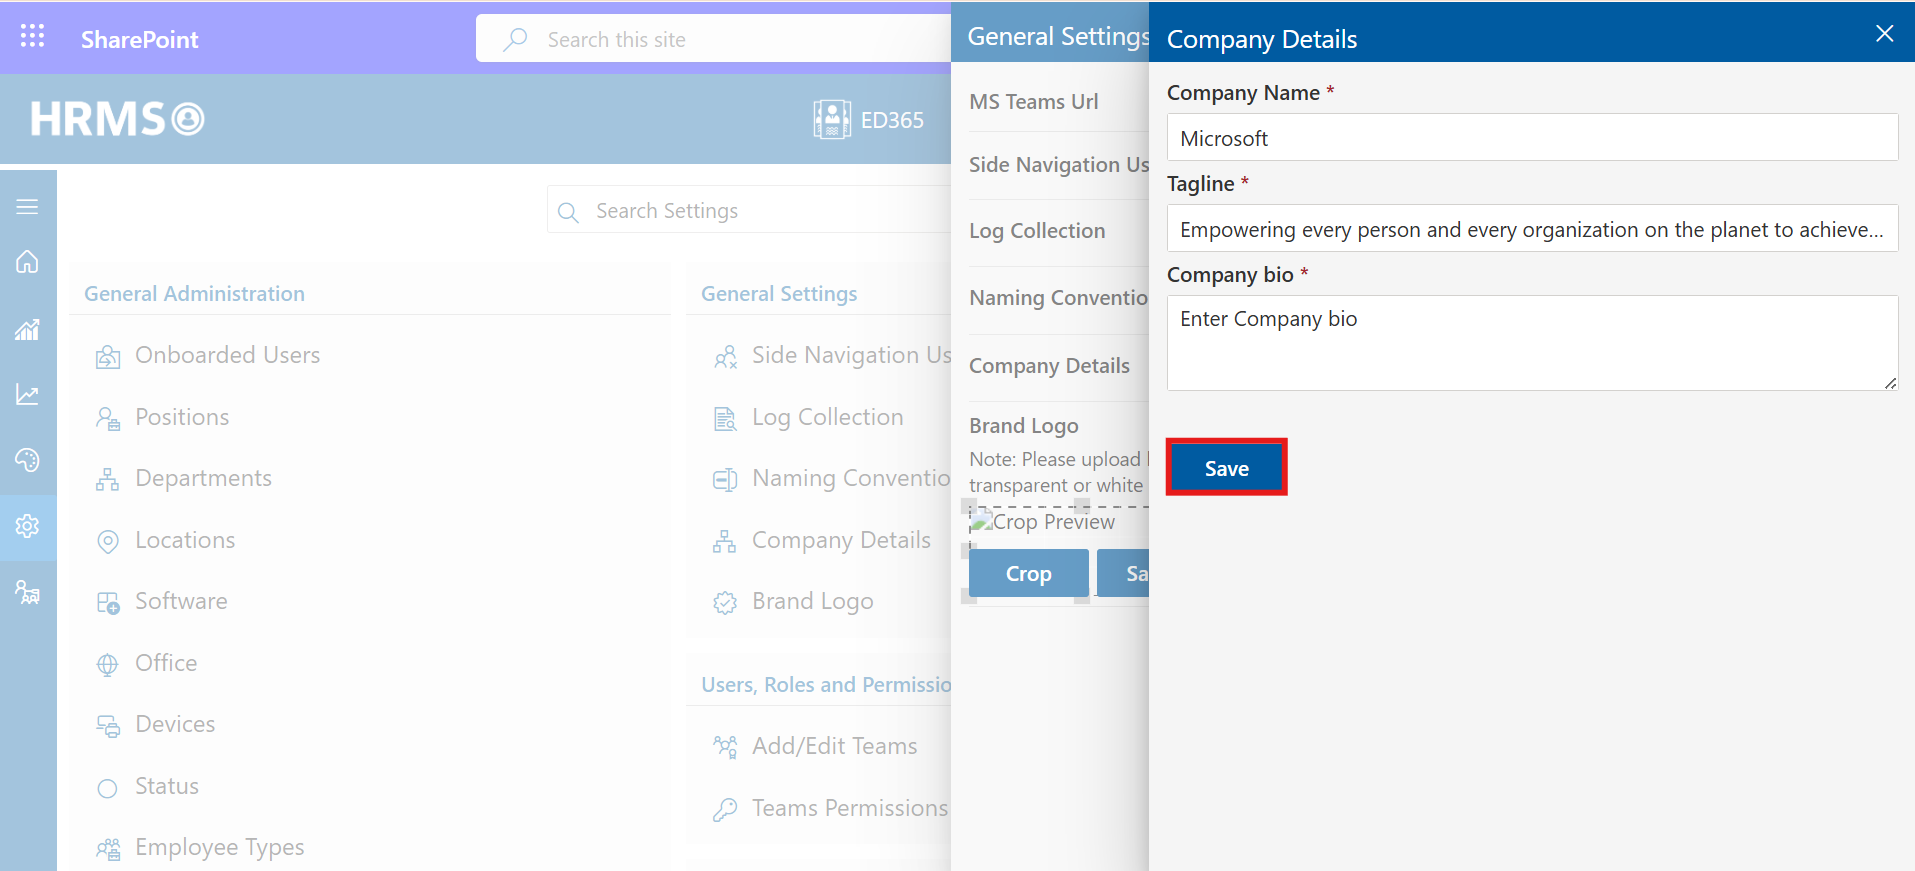 SharePoint
Search this site
HRMS
ED365
Search Settings
General Administration
Onboarded Users
Positions
Departments
Locations
Software
Office
Devices
Status
Employee Types
General Settings
Side Navigation Us
Log Collection
Naming Conventio
Company Details
Brand Logo
Users, Roles and Permissio
Add/Edit Teams
Teams Permissions
General Settings
MS Teams Url
Side Navigation Us
Log Collection
Naming Conventio
Company Details
Brand Logo
Note: Please upload
transparent or white
Crop Preview
Crop
Sa
Company Details
Company Name *
Microsoft
Tagline *
Empowering every person and every organization on the planet to achieve...
Company bio *
Enter Company bio
Save